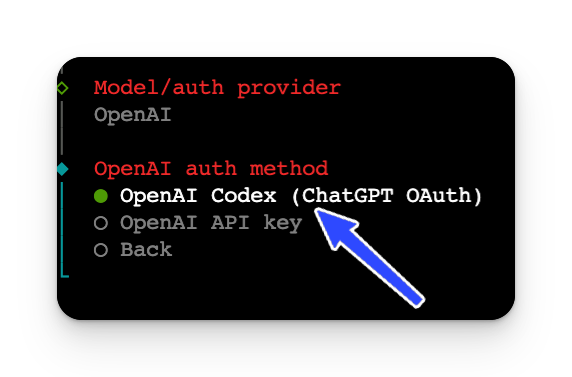 Model/auth provider
OpenAI
OpenAI auth method
OpenAI Codex (ChatGPT OAuth)
OpenAI API key
Back